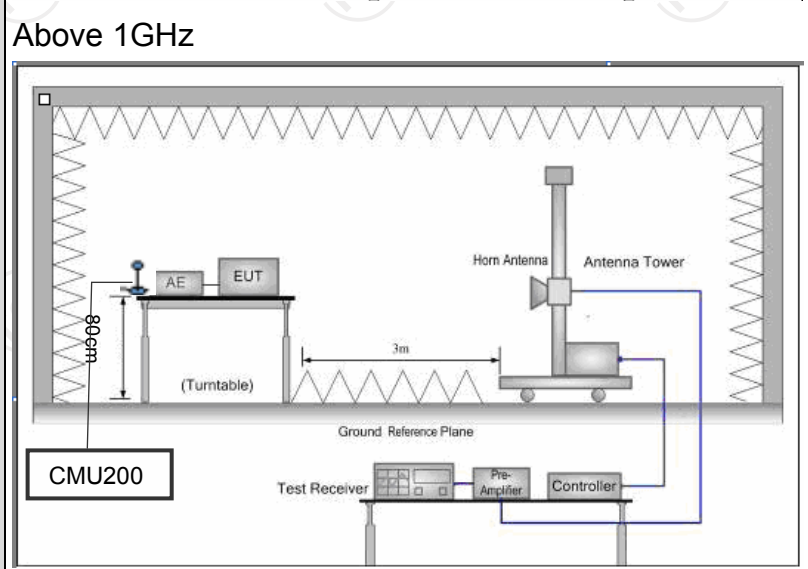 Above 1GHz
Horn Antenna
Antenna Tower
AE
EUT
80cm
3m
(Turntable)
Ground Reference Plane
CMU200
Test Receiver
Pre-
Amplifier
Controller